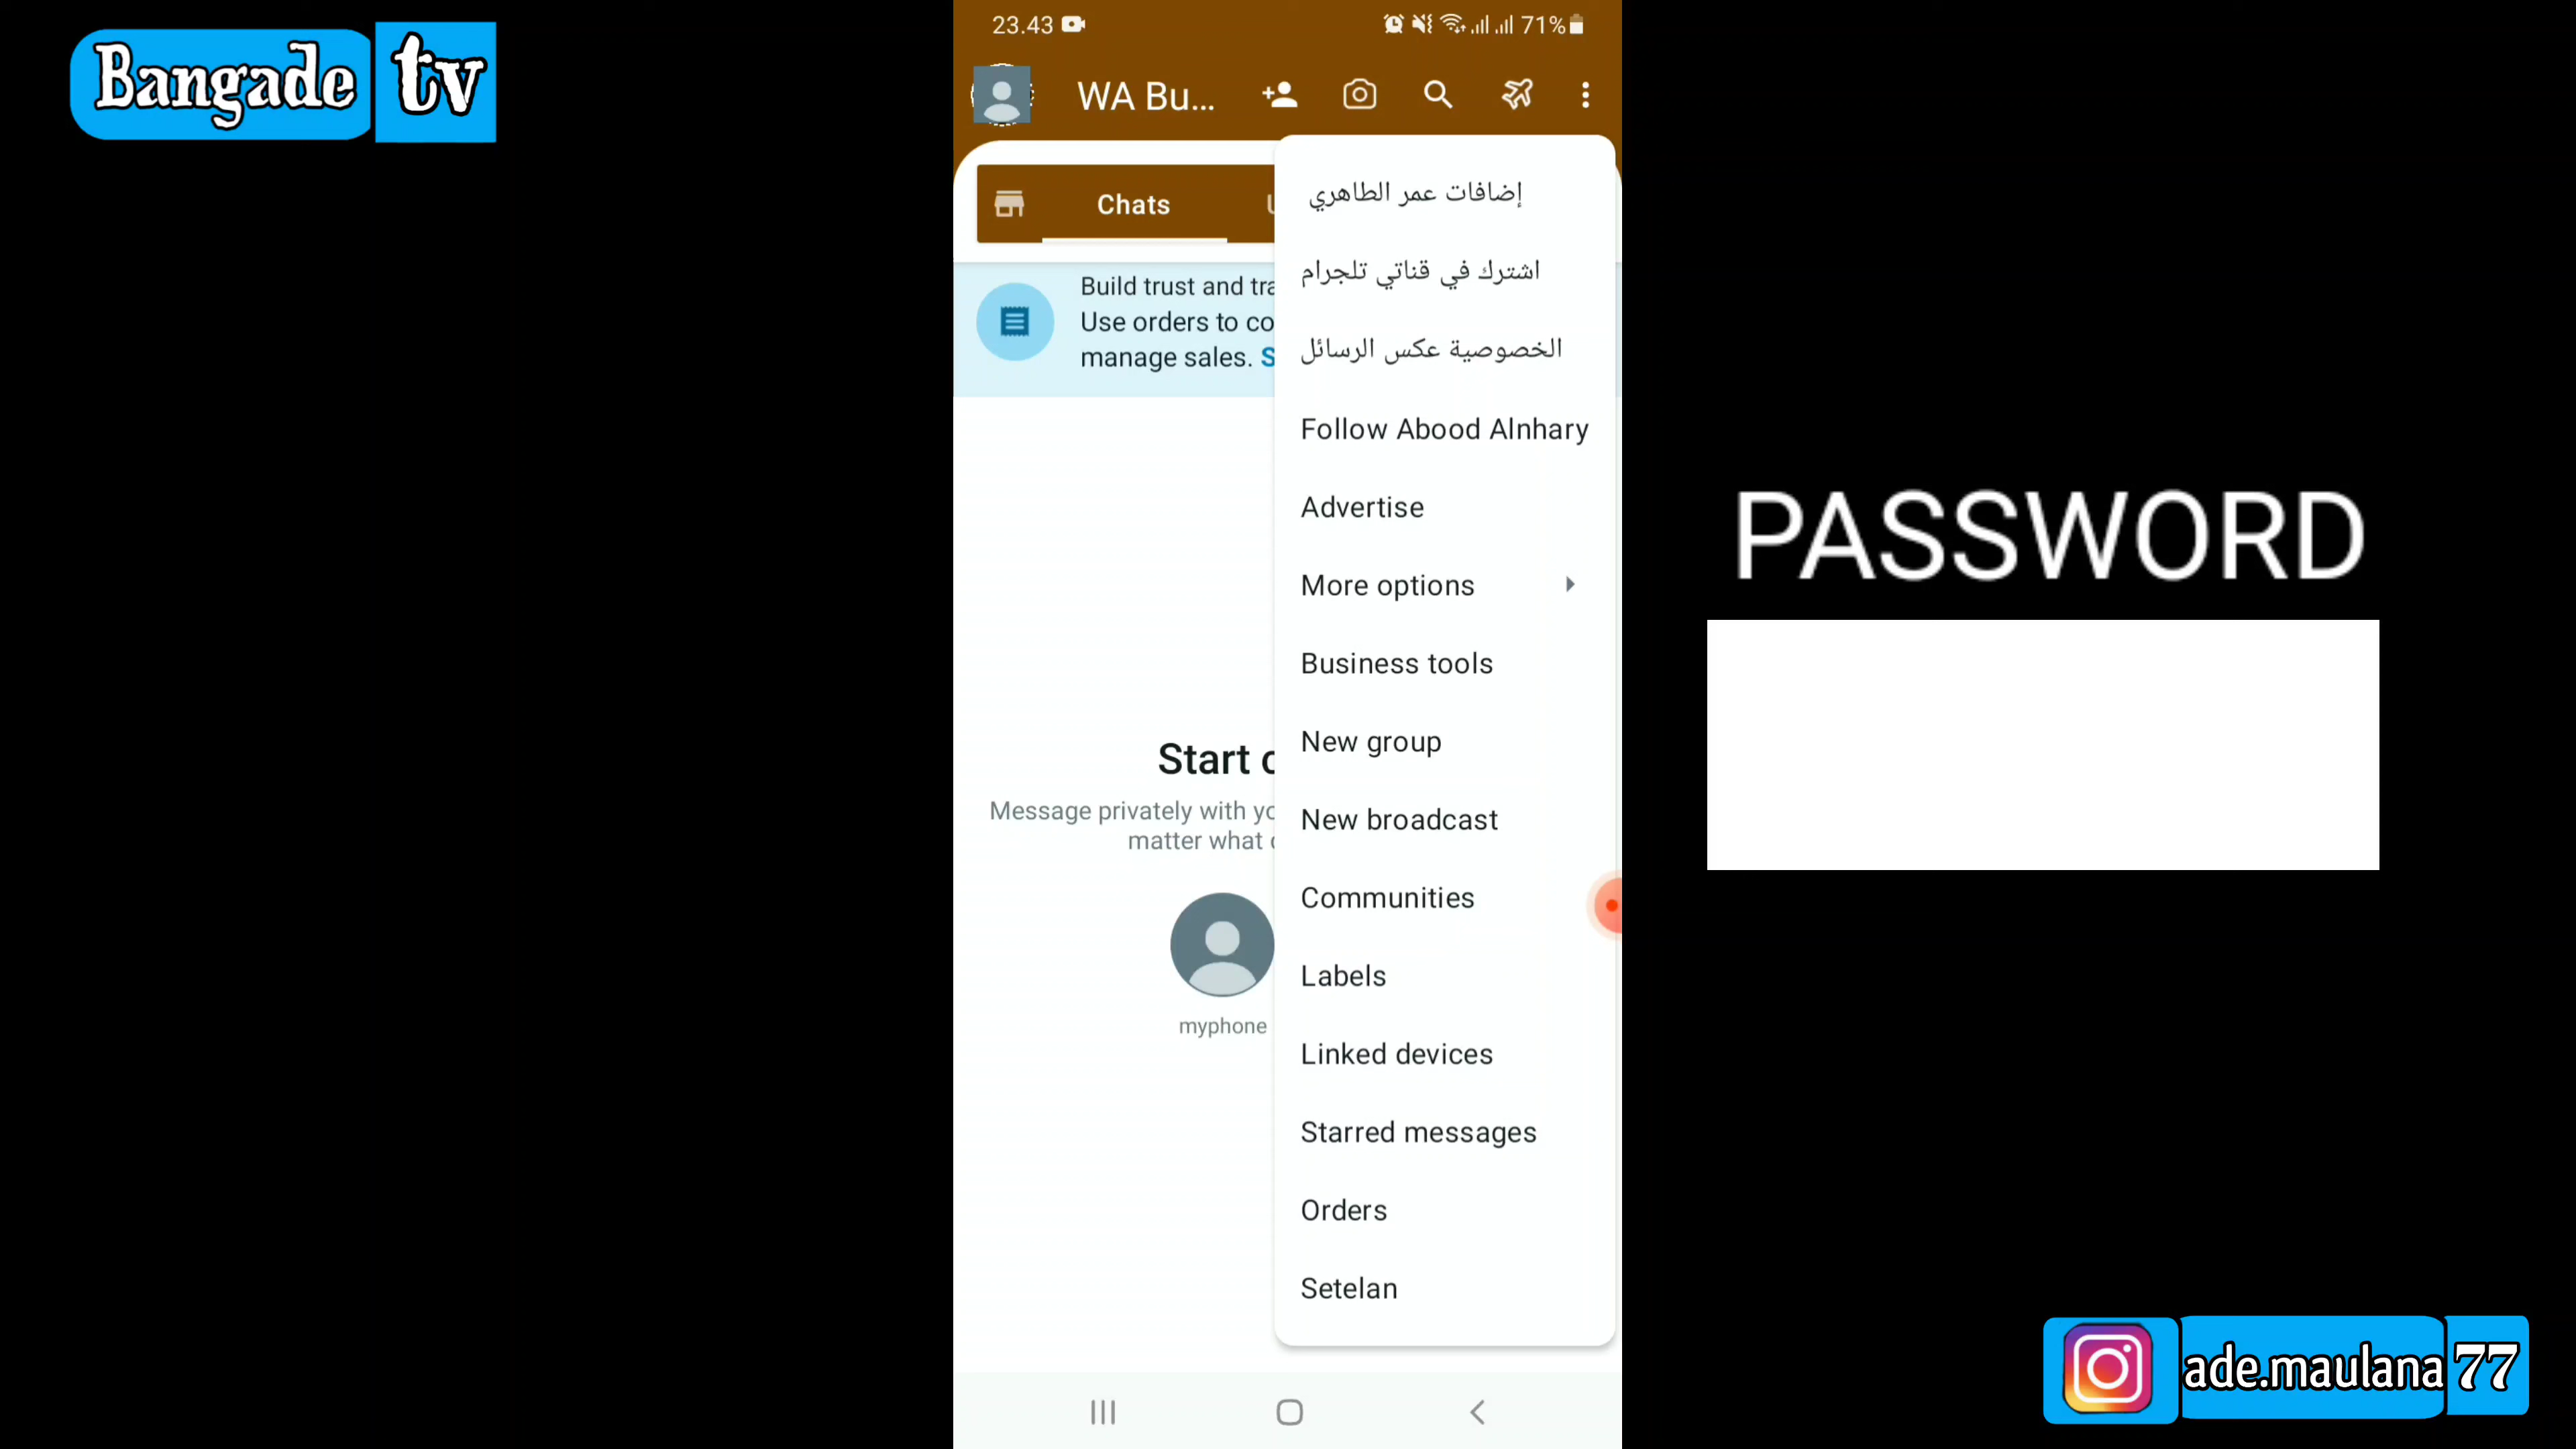 Bangade tv
23.43
71%
WA Bu...
Chats
Build trust and tra
Use orders to co
manage sales. S
Start c
Message privately with yo
matter what c
myphone
إضافات عمر الطاهري
اشترك في قناتي تلجرام
الخصوصية عكس الرسائل
Follow Abood Alnhary
Advertise
More options
Business tools
New group
New broadcast
Communities
Labels
Linked devices
Starred messages
Orders
Setelan
PASSWORD
ade.maulana 77